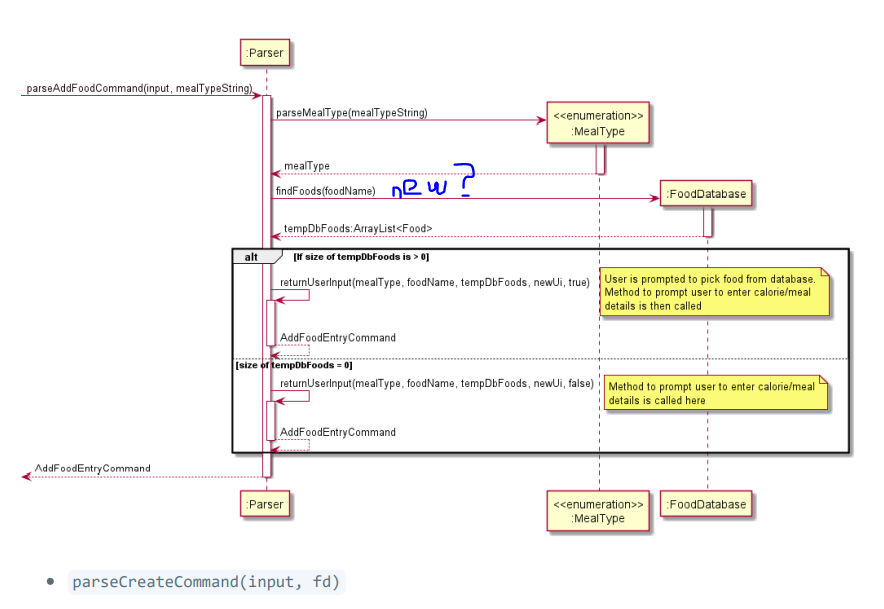 :Parser
parseAddFoodCommand(input, mealTypeString)
parseMealType(mealTypeString)
<<enumeration>>
:MealType
mealType
findFoods(foodName)
new?
:FoodDatabase
tempDbFoods:ArrayList<Food>
alt
[If size of tempDbFoods is > 0]
returnUserInput(mealType, foodName, tempDbFoods, newUi, true)
User is prompted to pick food from database.
Method to prompt user to enter calorie/meal
details is then called
AddFoodEntryCommand
[size of tempDbFoods = 0]
returnUserInput(mealType, foodName, tempDbFoods, newUi, false)
Method to prompt user to enter calorie/meal
details is called here
AddFoodEntryCommand
AddFoodEntryCommand
:Parser
<<enumeration>>
:MealType
:FoodDatabase
parseCreateCommand(input, fd)